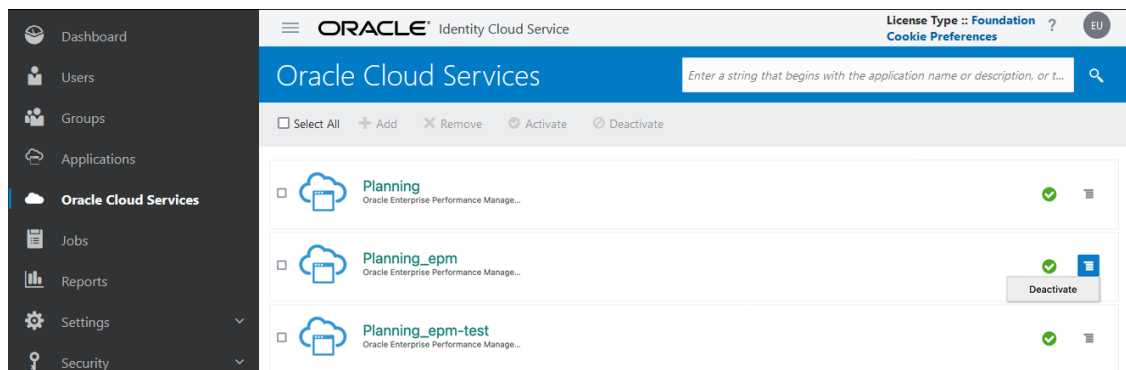 Dashboard
Users
Groups
Applications
Oracle Cloud Services
Jobs
Reports
Settings
Security
ORACLE® Identity Cloud Service
License Type :: Foundation
Cookie Preferences
?
EU
Oracle Cloud Services
Enter a string that begins with the application name or description, or t...
Select All Add Remove Activate Deactivate
Planning
Oracle Enterprise Performance Manage...
Planning_epm
Oracle Enterprise Performance Manage...
Deactivate
Planning_epm-test
Oracle Enterprise Performance Manage...